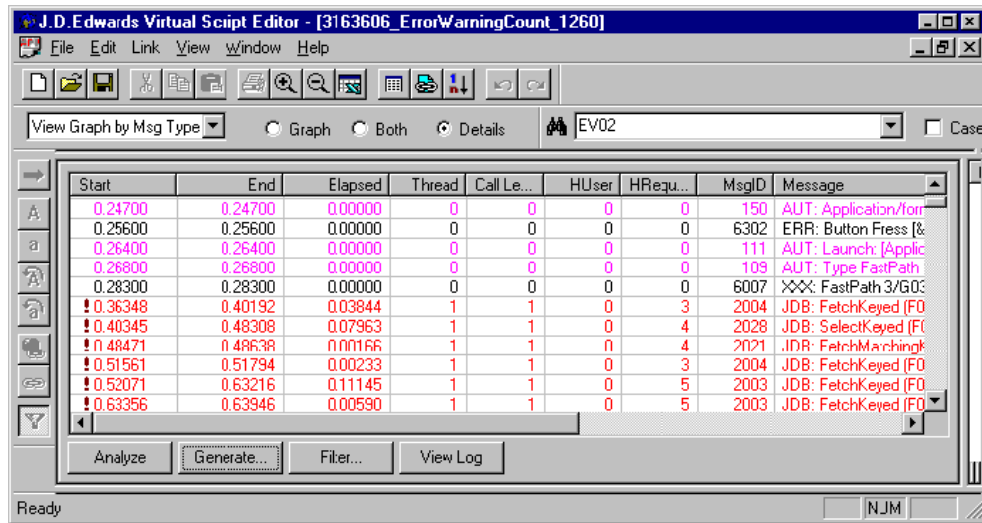 J.D.Edwards Virtual Script Editor - [3163606_ErrorWarningCount_1260]
File Edit Link View Window Help
View Graph by Msg Type Graph Both Details EV02 Case
Start End Elapsed Thread Call Le... HUser HRequ... MsgID Message
0.24700 0.24700 0.00000 0 0 0 0 150 AUT: Application/form
0.25600 0.25600 0.00000 0 0 0 0 6302 ERR: Button Press [&
0.26400 0.26400 0.00000 0 0 0 0 111 AUT: Launch: [Applic
0.26800 0.26800 0.00000 0 0 0 0 109 AUT: Type FastPath
0.28300 0.28300 0.00000 0 0 0 0 6007 XXX: FastPath 3/G03
! 0.36348 0.40192 0.03844 1 1 0 3 2004 JDB: FetchKeyed (F0
! 0.40345 0.48308 0.07963 1 1 0 4 2028 JDB: SelectKeyed (F0
! 0.48471 0.48638 0.00166 1 1 0 4 2021 JDB: FetchMatchingK
! 0.51561 0.51794 0.00233 1 1 0 3 2004 JDB: FetchKeyed (F0
! 0.52071 0.63216 0.11145 1 1 0 5 2003 JDB: FetchKeyed (F0
! 0.63356 0.63946 0.00590 1 1 0 5 2003 JDB: FetchKeyed (F0
Analyze Generate... Filter... View Log
Ready NUM